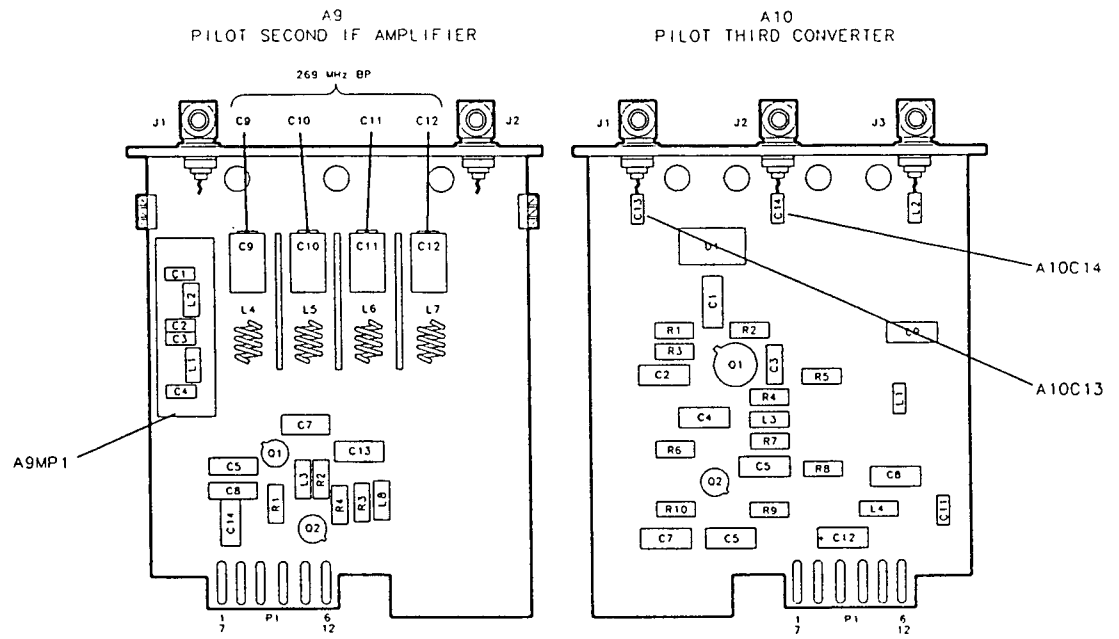 A9
PILOT SECOND IF AMPLIFIER
269 MHz BP
J1
C9
C10
C11
C12
J2
C9
C10
C11
C12
C1
L2
L4
L5
L6
L7
C2
C3
L1
C4
A9MP1
C7
Q1
C13
C5
L3
R2
C8
R1
R4
R3
L8
C14
Q2
1
6
7
P1
12
A10
PILOT THIRD CONVERTER
J1
J2
J3
C13
C14
L2
A10C14
C1
R1
R2
R3
Q1
C3
C2
R5
A10C13
R4
L1
C4
L3
R7
R6
C5
R8
C8
Q2
R10
R9
L4
C11
C7
C5
+ C12
1
6
7
P1
12